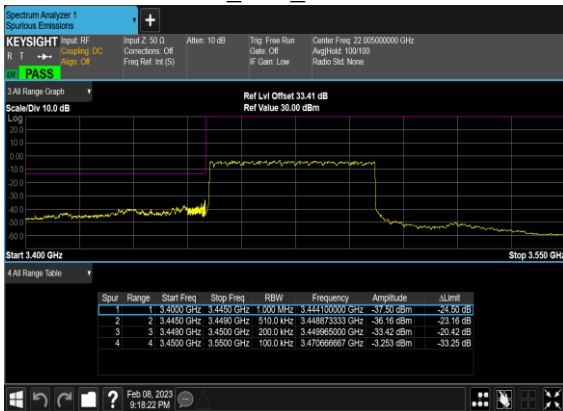 Spectrum Analyzer 1
Spurious Emissions
KEYSIGHT Input: RF Input Z: 50 Ω Atten: 10 dB Trig: Free Run Center Freq: 22.005000000 GHz
R T Coupling: DC Corrections: Off Gate: Off Avg|Hold: 100/100
Align: Off Freq Ref: Int (S) IF Gain: Low Radio Std: None
PASS
3 All Range Graph
Ref Lvl Offset 33.41 dB
Scale/Div 10.0 dB Ref Value 30.00 dBm
Log
20.0
10.0
0.00
-10.0
-20.0
-30.0
-40.0
-50.0
-60.0
Start 3.400 GHz Stop 3.550 GHz
4 All Range Table
Spur Range Start Freq Stop Freq RBW Frequency Amplitude ΔLimit
1 1 3.4000 GHz 3.4450 GHz 1.000 MHz 3.444100000 GHz -37.50 dBm -24.50 dB
2 2 3.4450 GHz 3.4490 GHz 510.0 kHz 3.448873333 GHz -36.16 dBm -23.16 dB
3 3 3.4490 GHz 3.4500 GHz 200.0 kHz 3.449965000 GHz -33.42 dBm -20.42 dB
4 4 3.4500 GHz 3.5500 GHz 100.0 kHz 3.470666667 GHz -3.253 dBm -33.25 dB
Feb 08, 2023
9:18:22 PM